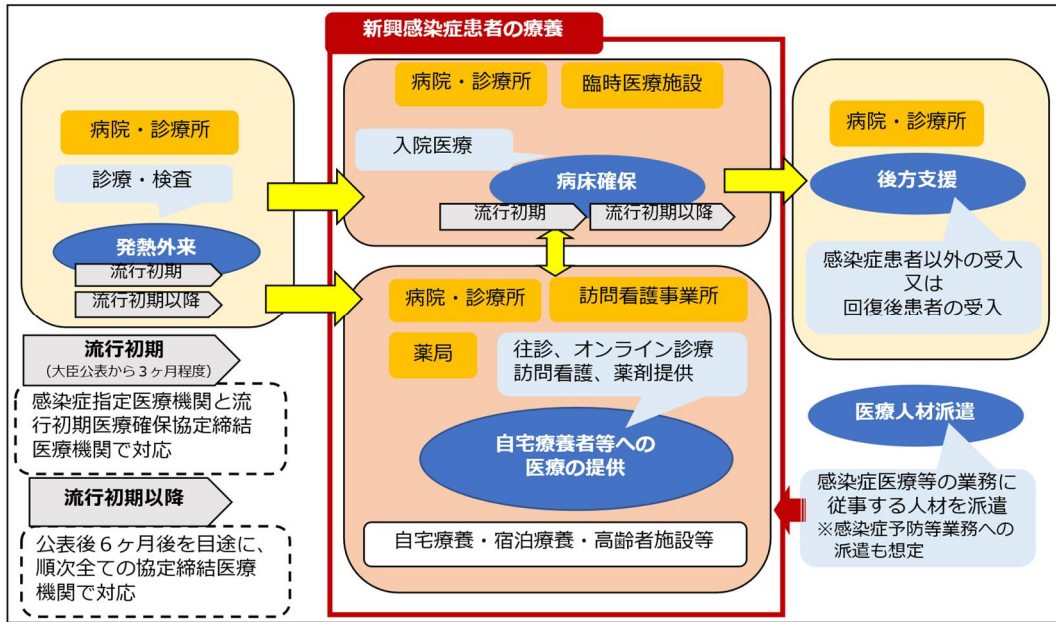 新興感染症患者の療養
病院・診療所
診療・検査
発熱外来
流行初期
流行初期以降
流行初期
（大臣公表から３ヶ月程度）
感染症指定医療機関と流
行初期医療確保協定締結
医療機関で対応
流行初期以降
公表後６ヶ月後を目途に、
順次全ての協定締結医療
機関で対応
病院・診療所
臨時医療施設
入院医療
病床確保
流行初期
流行初期以降
病院・診療所
訪問看護事業所
薬局
往診、オンライン診療
訪問看護、薬剤提供
自宅療養者等への
医療の提供
自宅療養・宿泊療養・高齢者施設等
病院・診療所
後方支援
感染症患者以外の受入
又は
回復後患者の受入
医療人材派遣
感染症医療等の業務に
従事する人材を派遣
※感染症予防等業務への
派遣も想定